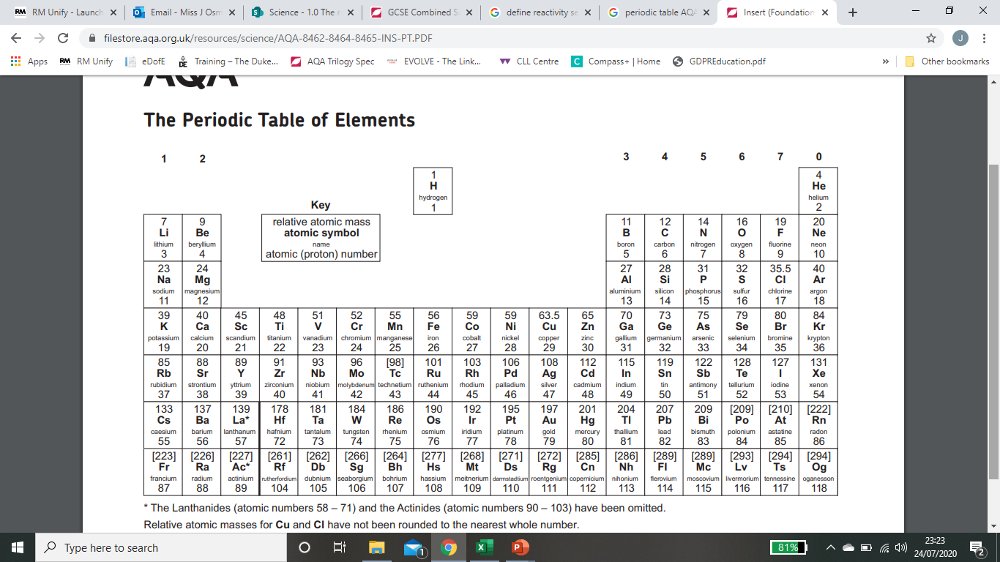 RM Unify - Launch
Email - Miss J Osm
Science - 1.0 The r
GCSE Combined S
define reactivity se
periodic table AQA
Insert (Foundation
filestore.aqa.org.uk/resources/science/AQA-8462-8464-8465-INS-PT.PDF
J
Apps RM Unify eDofE Training – The Duke... AQA Trilogy Spec EVOLVE - The Link... CLL Centre Compass+ | Home GDPREducation.pdf » Other bookmarks
AQA
The Periodic Table of Elements
1 2 3 4 5 6 7 0
1 4
H He
hydrogen helium
1 2
Key
relative atomic mass
atomic symbol
name
atomic (proton) number
7 9 11 12 14 16 19 20
Li Be B C N O F Ne
lithium beryllium boron carbon nitrogen oxygen fluorine neon
3 4 5 6 7 8 9 10
23 24 27 28 31 32 35.5 40
Na Mg Al Si P S Cl Ar
sodium magnesium aluminium silicon phosphorus sulfur chlorine argon
11 12 13 14 15 16 17 18
39 40 45 48 51 52 55 56 59 59 63.5 65 70 73 75 79 80 84
K Ca Sc Ti V Cr Mn Fe Co Ni Cu Zn Ga Ge As Se Br Kr
potassium calcium scandium titanium vanadium chromium manganese iron cobalt nickel copper zinc gallium germanium arsenic selenium bromine krypton
19 20 21 22 23 24 25 26 27 28 29 30 31 32 33 34 35 36
85 88 89 91 93 96 [98] 101 103 106 108 112 115 119 122 128 127 131
Rb Sr Y Zr Nb Mo Tc Ru Rh Pd Ag Cd In Sn Sb Te I Xe
rubidium strontium yttrium zirconium niobium molybdenum technetium ruthenium rhodium palladium silver cadmium indium tin antimony tellurium iodine xenon
37 38 39 40 41 42 43 44 45 46 47 48 49 50 51 52 53 54
133 137 139 178 181 184 186 190 192 195 197 201 204 207 209 [209] [210] [222]
Cs Ba La* Hf Ta W Re Os Ir Pt Au Hg Tl Pb Bi Po At Rn
caesium barium lanthanum hafnium tantalum tungsten rhenium osmium iridium platinum gold mercury thallium lead bismuth polonium astatine radon
55 56 57 72 73 74 75 76 77 78 79 80 81 82 83 84 85 86
[223] [226] [227] [261] [262] [266] [264] [277] [268] [271] [272] [285] [286] [289] [289] [293] [294] [294]
Fr Ra Ac* Rf Db Sg Bh Hs Mt Ds Rg Cn Nh Fl Mc Lv Ts Og
francium radium actinium rutherfordium dubnium seaborgium bohrium hassium meitnerium darmstadtium roentgenium copernicium nihonium flerovium moscovium livermorium tennessine oganesson
87 88 89 104 105 106 107 108 109 110 111 112 113 114 115 116 117 118
* The Lanthanides (atomic numbers 58 – 71) and the Actinides (atomic numbers 90 – 103) have been omitted.
Relative atomic masses for Cu and Cl have not been rounded to the nearest whole number.
Type here to search
1
81%
23:23
24/07/2020
2